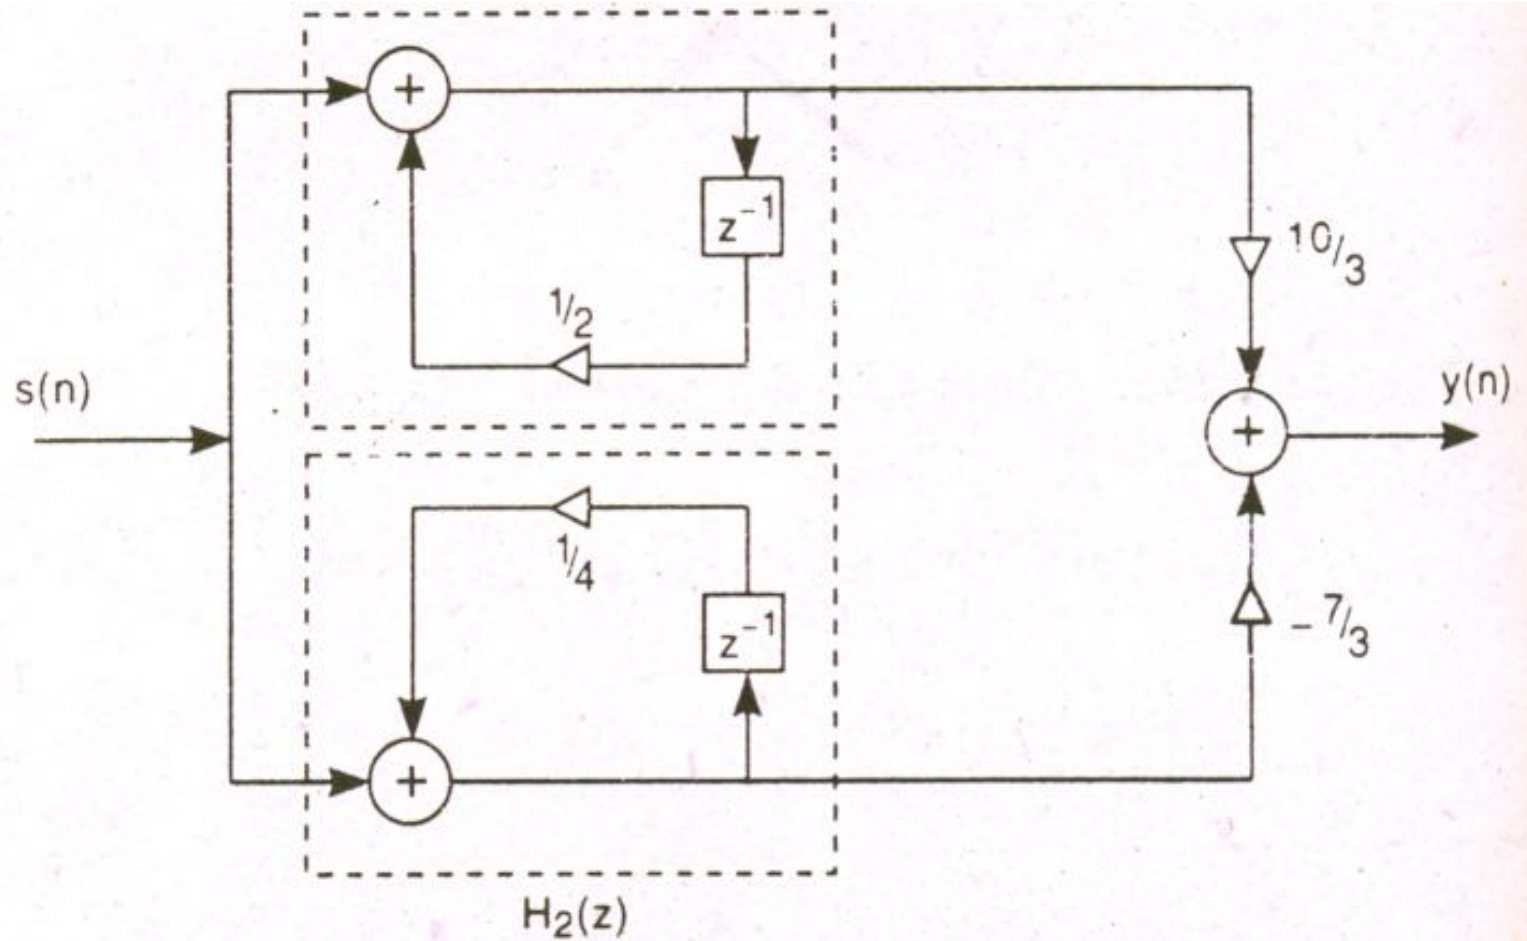 +
z⁻¹
10/3
1/2
s(n)
y(n)
+
1/4
z⁻¹
-7/3
+
H₂(z)